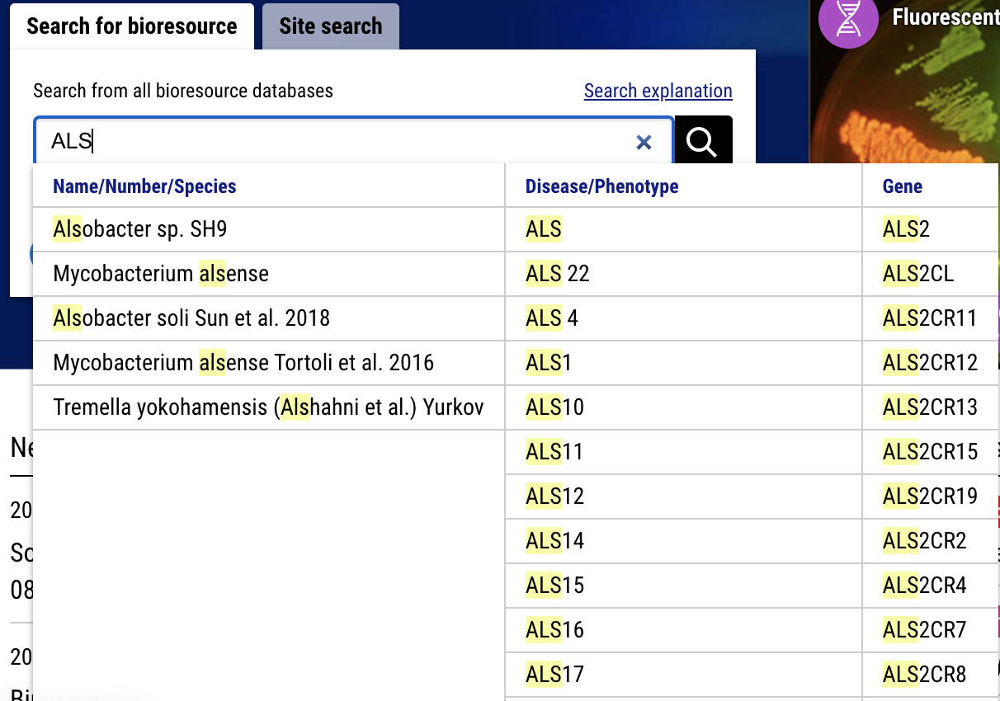 Search for bioresource
Site search
Fluorescent
Search from all bioresource databases
Search explanation
ALS
Name/Number/Species
Alsobacter sp. SH9
Mycobacterium alsense
Alsobacter soli Sun et al. 2018
Mycobacterium alsense Tortoli et al. 2016
Tremella yokohamensis (Alshahni et al.) Yurkov
Disease/Phenotype
ALS
ALS 22
ALS 4
ALS1
ALS10
ALS11
ALS12
ALS14
ALS15
ALS16
ALS17
Gene
ALS2
ALS2CL
ALS2CR11
ALS2CR12
ALS2CR13
ALS2CR15
ALS2CR19
ALS2CR2
ALS2CR4
ALS2CR7
ALS2CR8
20
08
20